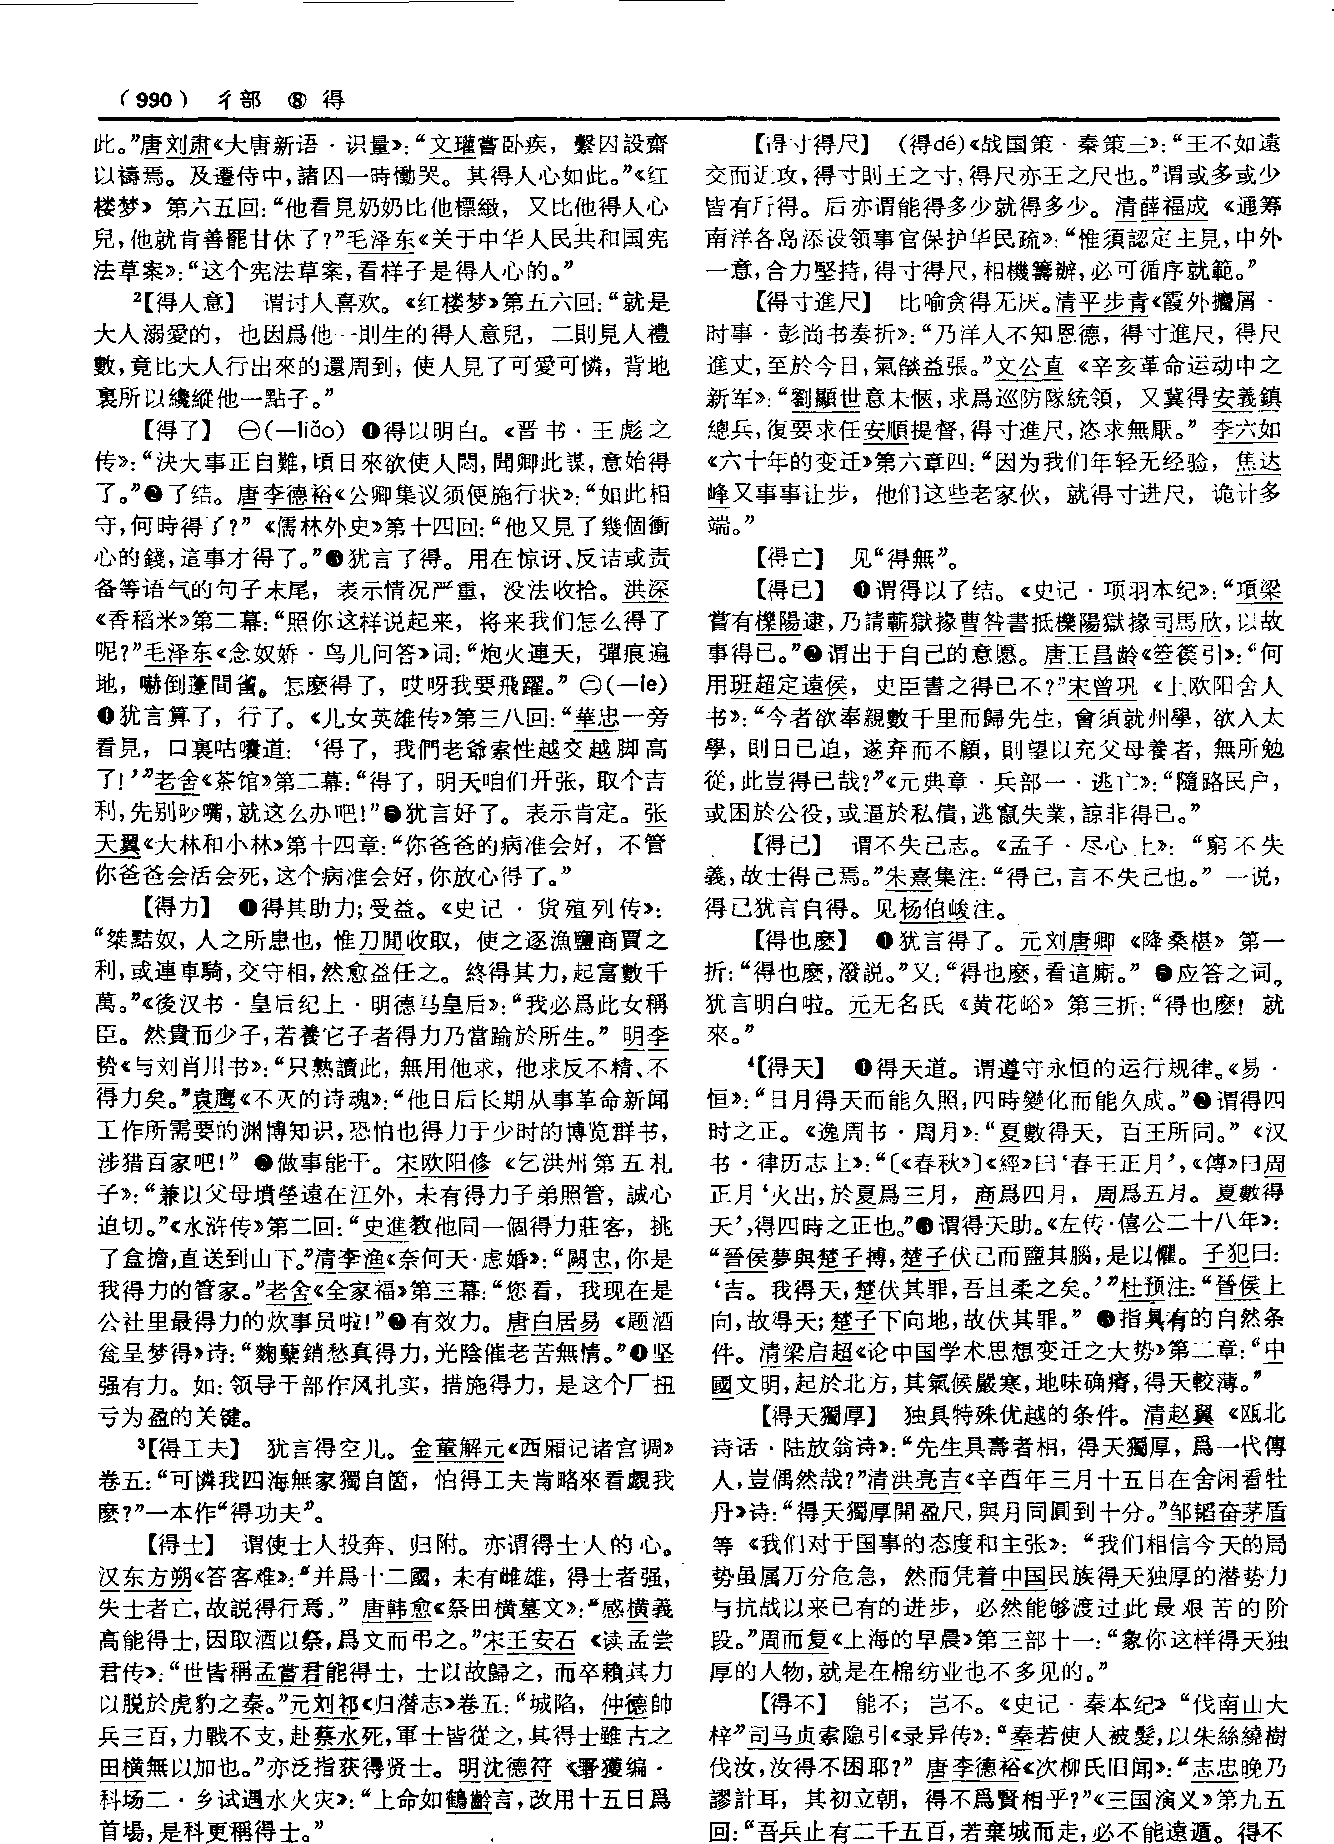 （990） 彳部 ⑧ 得
此。”唐刘肃《大唐新语·识量》：“文瓘嘗卧疾，繫囚設齋
以禱焉。及遷侍中，諸囚一時慟哭。其得人心如此。”《红
楼梦》第六五回：“他看見奶奶比他標緻，又比他得人心
兒，他就肯善罷甘休了？”毛泽东《关于中华人民共和国宪
法草案》：“这个宪法草案，看样子是得人心的。”
²【得人意】 谓讨人喜欢。《红楼梦》第五六回：“就是
大人溺愛的，也因爲他一則生的得人意兒，二則見人禮
數，竟比大人行出來的還周到，使人見了可愛可憐，背地
裏所以纔縱他一點子。”
【得了】 ㊀（—liǎo）❶得以明白。《晋书·王彪之
传》：“決大事正自難，頃日來欲使人悶，聞卿此謀，意始得
了。”❷了结。唐李德裕《公卿集议须便施行状》：“如此相
守，何時得了？”《儒林外史》第十四回：“他又見了幾個衝
心的錢，這事才得了。”❸犹言了得。用在惊讶、反诘或责
备等语气的句子末尾，表示情况严重，没法收拾。洪深
《香稻米》第二幕：“照你这样说起来，将来我们怎么得了
呢？”毛泽东《念奴娇·鸟儿问答》词：“炮火連天，彈痕遍
地，嚇倒蓬間雀。怎麽得了，哎呀我要飛躍。”㊁（—le）
❶犹言算了，行了。《儿女英雄传》第三八回：“華忠一旁
看見，口裏咕囔道：‘得了，我們老爺索性越交越脚高
了！’”老舍《茶馆》第二幕：“得了，明天咱们开张，取个吉
利，先别吵嘴，就这么办吧！”❷犹言好了。表示肯定。张
天翼《大林和小林》第十四章：“你爸爸的病准会好，不管
你爸爸会活会死，这个病准会好，你放心得了。”
【得力】 ❶得其助力；受益。《史记·货殖列传》：
“桀黠奴，人之所患也，惟刀閒收取，使之逐漁鹽商賈之
利，或連車騎，交守相，然愈益任之。終得其力，起富數千
萬。”《後汉书·皇后纪上·明德马皇后》：“我必爲此女稱
臣。然貴而少子，若養它子者得力乃當踰於所生。”明李
贽《与刘肖川书》：“只熟讀此，無用他求，他求反不精、不
得力矣。”袁鹰《不灭的诗魂》：“他日后长期从事革命新闻
工作所需要的渊博知识，恐怕也得力于少时的博览群书，
涉猎百家吧！”❷做事能干。宋欧阳修《乞洪州第五札
子》：“兼以父母墳塋遠在江外，未有得力子弟照管，誠心
迫切。”《水浒传》第二回：“史進教他同一個得力莊客，挑
了盒擔，直送到山下。”清李渔《奈何天·虑婚》：“闕忠，你是
我得力的管家。”老舍《全家福》第三幕：“您看，我现在是
公社里最得力的炊事员啦！”❸有效力。唐白居易《题酒
瓮呈梦得》诗：“麴糵銷愁真得力，光陰催老苦無情。”❹坚
强有力。如：领导干部作风扎实，措施得力，是这个厂扭
亏为盈的关键。
³【得工夫】 犹言得空儿。金董解元《西厢记诸宫调》
卷五：“可憐我四海無家獨自箇，怕得工夫肯略來看覷我
麽？”一本作“得功夫”。
【得士】 谓使士人投奔、归附。亦谓得士人的心。
汉东方朔《答客难》：“并爲十二國，未有雌雄，得士者强，
失士者亡，故説得行焉。”唐韩愈《祭田横墓文》：“感横義
高能得士，因取酒以祭，爲文而弔之。”宋王安石《读孟尝
君传》：“世皆稱孟嘗君能得士，士以故歸之，而卒賴其力
以脱於虎豹之秦。”元刘祁《归潜志》卷五：“城陷，仲德帥
兵三百，力戰不支，赴蔡水死，軍士皆從之，其得士雖古之
田横無以加也。”亦泛指获得贤士。明沈德符《野獲编·
科场二·乡试遇水火灾》：“上命如鶴齡言，改用十五日爲
首場，是科更稱得士。”
【得寸得尺】 （得dé）《战国策·秦策三》：“王不如遠
交而近攻，得寸則王之寸，得尺亦王之尺也。”谓或多或少
皆有所得。后亦谓能得多少就得多少。清薛福成《通筹
南洋各岛添设领事官保护华民疏》：“惟須認定主見，中外
一意，合力堅持，得寸得尺，相機籌辦，必可循序就範。”
【得寸進尺】 比喻贪得无厌。清平步青《霞外攟屑·
时事·彭尚书奏折》：“乃洋人不知恩德，得寸進尺，得尺
進丈，至於今日，氣燄益張。”文公直《辛亥革命运动中之
新军》：“劉顯世意未愜，求爲巡防隊統領，又冀得安義鎮
總兵，復要求任安順提督，得寸進尺，恣求無厭。”李六如
《六十年的变迁》第六章四：“因为我们年轻无经验，焦达
峰又事事让步，他们这些老家伙，就得寸进尺，诡计多
端。”
【得亡】 见“得無”。
【得已】 ❶谓得以了结。《史记·项羽本纪》：“項梁
嘗有櫟陽逮，乃請蘄獄掾曹咎書抵櫟陽獄掾司馬欣，以故
事得已。”❷谓出于自己的意愿。唐王昌龄《箜篌引》：“何
用班超定遠侯，史臣書之得已不？”宋曾巩《上欧阳舍人
书》：“今者欲奉親數千里而歸先生，會須就州學，欲入太
學，則日已迫，遂弃而不顧，則望以充父母養者，無所勉
從，此豈得已哉？”《元典章·兵部一·逃亡》：“隨路民户，
或困於公役，或逼於私債，逃竄失業，諒非得已。”
【得己】 谓不失己志。《孟子·尽心上》：“窮不失
義，故士得己焉。”朱熹集注：“得己，言不失己也。”一说，
得己犹言自得。见杨伯峻注。
【得也麽】 ❶犹言得了。元刘唐卿《降桑椹》第一
折：“得也麽，潑説。”又：“得也麽，看這厮。”❷应答之词。
犹言明白啦。元无名氏《黄花峪》第三折：“得也麽！就
來。”
⁴【得天】 ❶得天道。谓遵守永恒的运行规律。《易·
恒》：“日月得天而能久照，四時變化而能久成。”❷谓得四
时之正。《逸周书·周月》：“夏數得天，百王所同。”《汉
书·律历志上》：“〔《春秋》〕《經》曰‘春王正月’，《傳》曰周
正月‘火出，於夏爲三月，商爲四月，周爲五月。夏數得
天’，得四時之正也。”❸谓得天助。《左传·僖公二十八年》：
“晉侯夢與楚子搏，楚子伏己而盬其腦，是以懼。子犯曰：
‘吉。我得天，楚伏其罪，吾且柔之矣。’”杜预注：“晉侯上
向，故得天；楚子下向地，故伏其罪。”❹指具有的自然条
件。清梁启超《论中国学术思想变迁之大势》第二章：“中
國文明，起於北方，其氣候嚴寒，地味确瘠，得天較薄。”
【得天獨厚】 独具特殊优越的条件。清赵翼《瓯北
诗话·陆放翁诗》：“先生具壽者相，得天獨厚，爲一代傳
人，豈偶然哉？”清洪亮吉《辛酉年三月十五日在舍闲看牡
丹》诗：“得天獨厚開盈尺，與月同圓到十分。”邹韬奋茅盾
等《我们对于国事的态度和主张》：“我们相信今天的局
势虽属万分危急，然而凭着中国民族得天独厚的潜势力
与抗战以来已有的进步，必然能够渡过此最艰苦的阶
段。”周而复《上海的早晨》第三部十一：“象你这样得天独
厚的人物，就是在棉纺业也不多见的。”
【得不】 能不；岂不。《史记·秦本纪》“伐南山大
梓”司马贞索隐引《录异传》：“秦若使人被髮，以朱絲繞樹
伐汝，汝得不困耶？”唐李德裕《次柳氏旧闻》：“志忠晚乃
謬計耳，其初立朝，得不爲賢相乎？”《三国演义》第九五
回：“吾兵止有二千五百，若棄城而走，必不能遠遁。得不